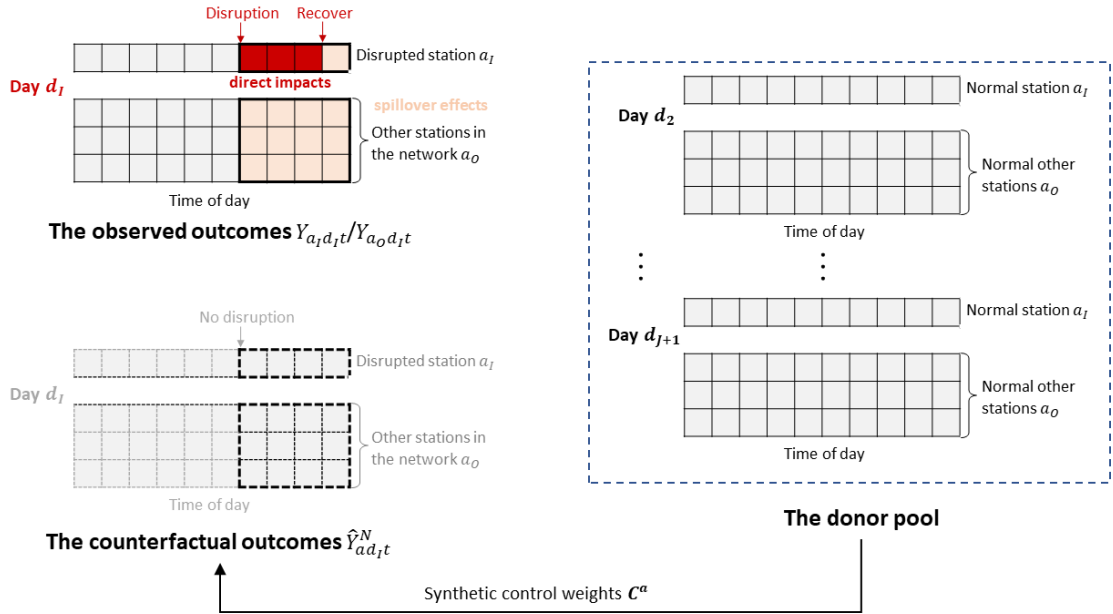 Disruption Recover
Disrupted station a_I
Day d_I
direct impacts
spillover effects
Other stations in
the network a_O
Time of day
The observed outcomes Y_{a_I d_I t}/Y_{a_O d_I t}
No disruption
Disrupted station a_I
Day d_I
Other stations in
the network a_O
Time of day
The counterfactual outcomes Ŷ^N_{a d_I t}
Normal station a_I
Day d_2
Normal other
stations a_O
Time of day
⋮ ⋮
Normal station a_I
Day d_{J+1}
Normal other
stations a_O
Time of day
The donor pool
Synthetic control weights C^a